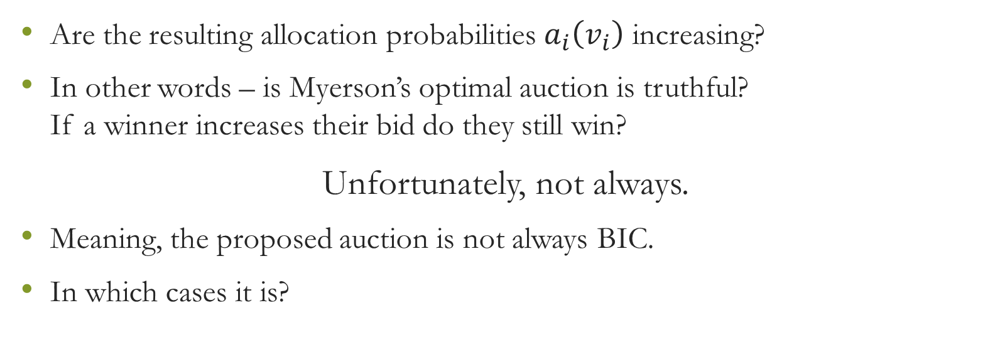 • Are the resulting allocation probabilities 𝑎ᵢ(𝑣ᵢ) increasing?
• In other words – is Myerson’s optimal auction is truthful?
If a winner increases their bid do they still win?
Unfortunately, not always.
• Meaning, the proposed auction is not always BIC.
• In which cases it is?